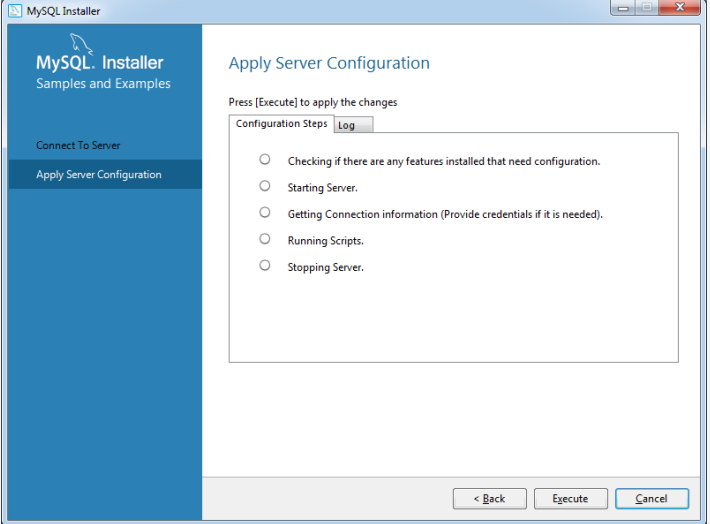 MySQL Installer
MySQL. Installer
Samples and Examples
Connect To Server
Apply Server Configuration
Apply Server Configuration
Press [Execute] to apply the changes
Configuration Steps Log
Checking if there are any features installed that need configuration.
Starting Server.
Getting Connection information (Provide credentials if it is needed).
Running Scripts.
Stopping Server.
< Back Execute Cancel